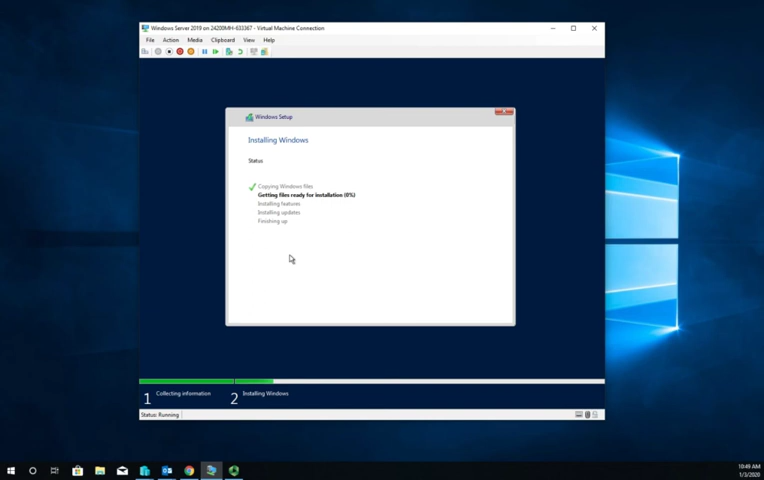 Windows Server 2019 on 24200MH-633367 - Virtual Machine Connection
File Action Media Clipboard View Help
Windows Setup
Installing Windows
Status
Copying Windows files
Getting files ready for installation (0%)
Installing features
Installing updates
Finishing up
1 Collecting information 2 Installing Windows
Status: Running
10:49 AM
1/3/2020